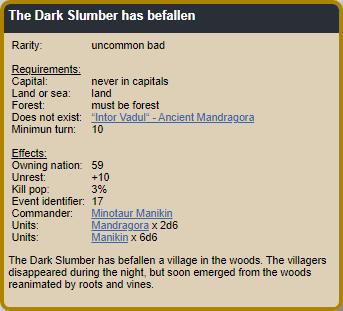 The Dark Slumber has befallen
Rarity: uncommon bad
Requirements:
Capital: never in capitals
Land or sea: land
Forest: must be forest
Does not exist: “Intor Vadul“ - Ancient Mandragora
Minimun turn: 10
Effects:
Owning nation: 59
Unrest: +10
Kill pop: 3%
Event identifier: 17
Commander: Minotaur Manikin
Units: Mandragora x 2d6
Units: Manikin x 6d6
The Dark Slumber has befallen a village in the woods. The villagers
disappeared during the night, but soon emerged from the woods
reanimated by roots and vines.